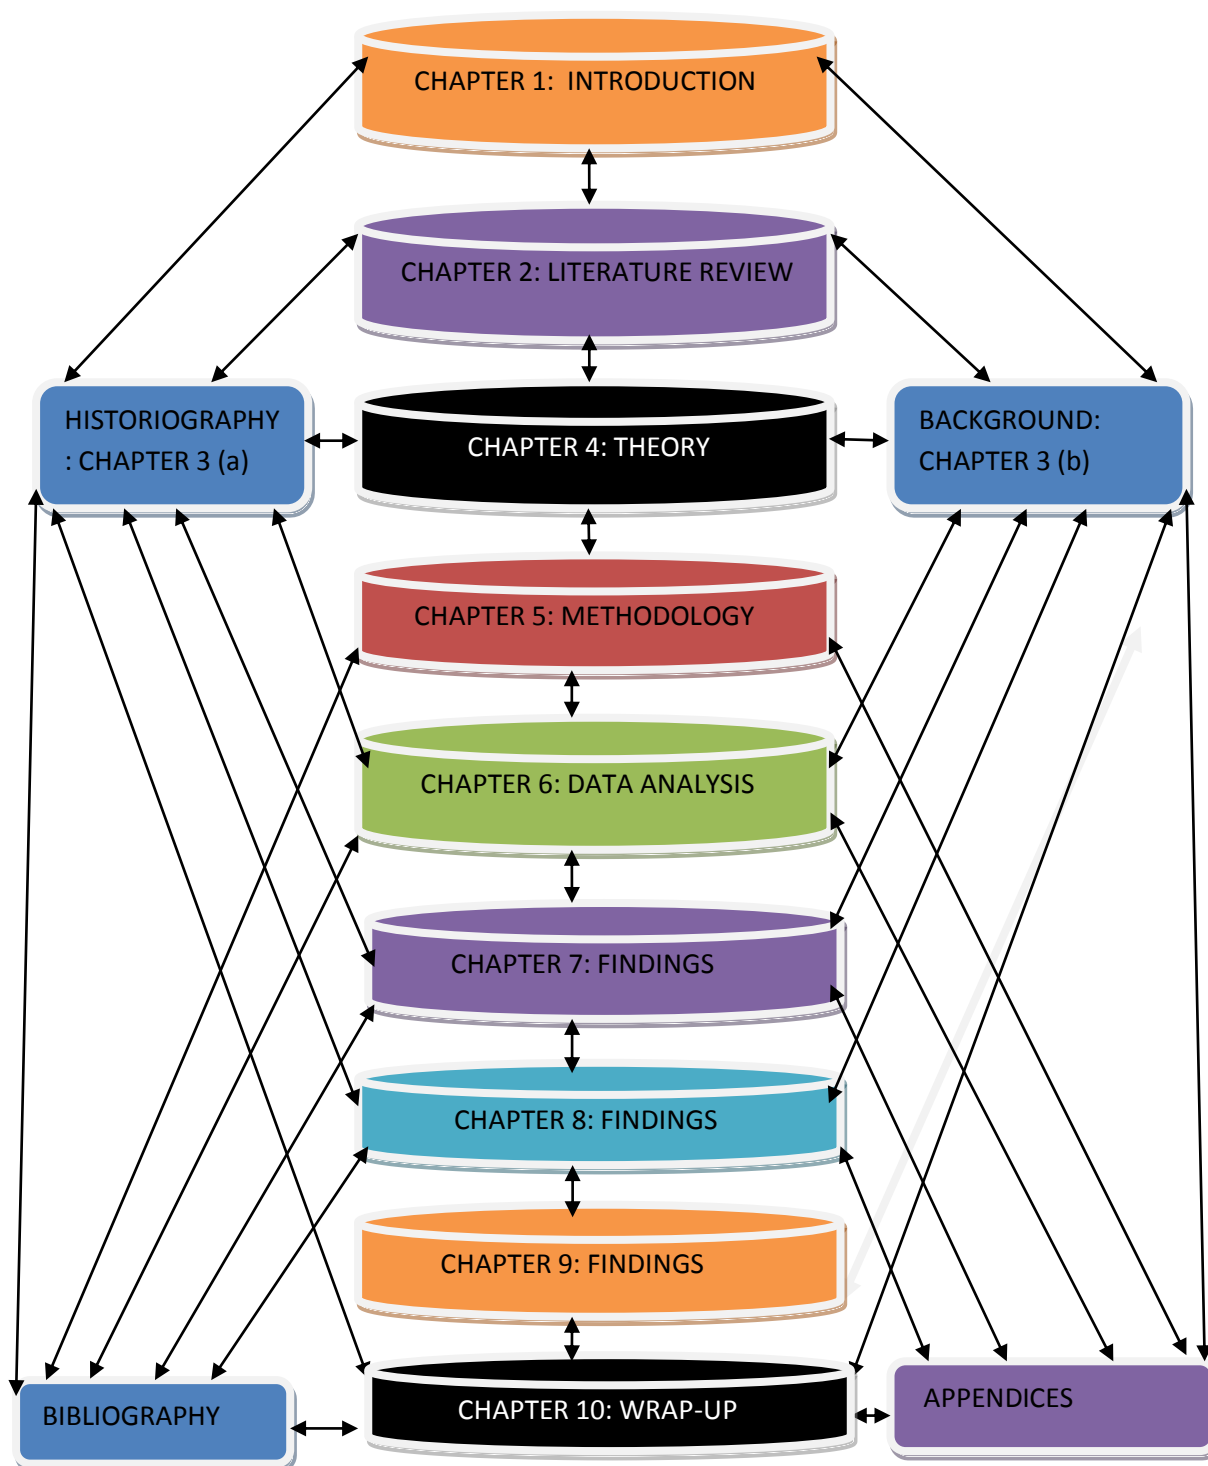 CHAPTER 1:  INTRODUCTION
CHAPTER 2: LITERATURE REVIEW
HISTORIOGRAPHY
: CHAPTER 3 (a)
CHAPTER 4: THEORY
BACKGROUND:
CHAPTER 3 (b)
CHAPTER 5: METHODOLOGY
CHAPTER 6: DATA ANALYSIS
CHAPTER 7: FINDINGS
CHAPTER 8: FINDINGS
CHAPTER 9: FINDINGS
BIBLIOGRAPHY
CHAPTER 10: WRAP-UP
APPENDICES